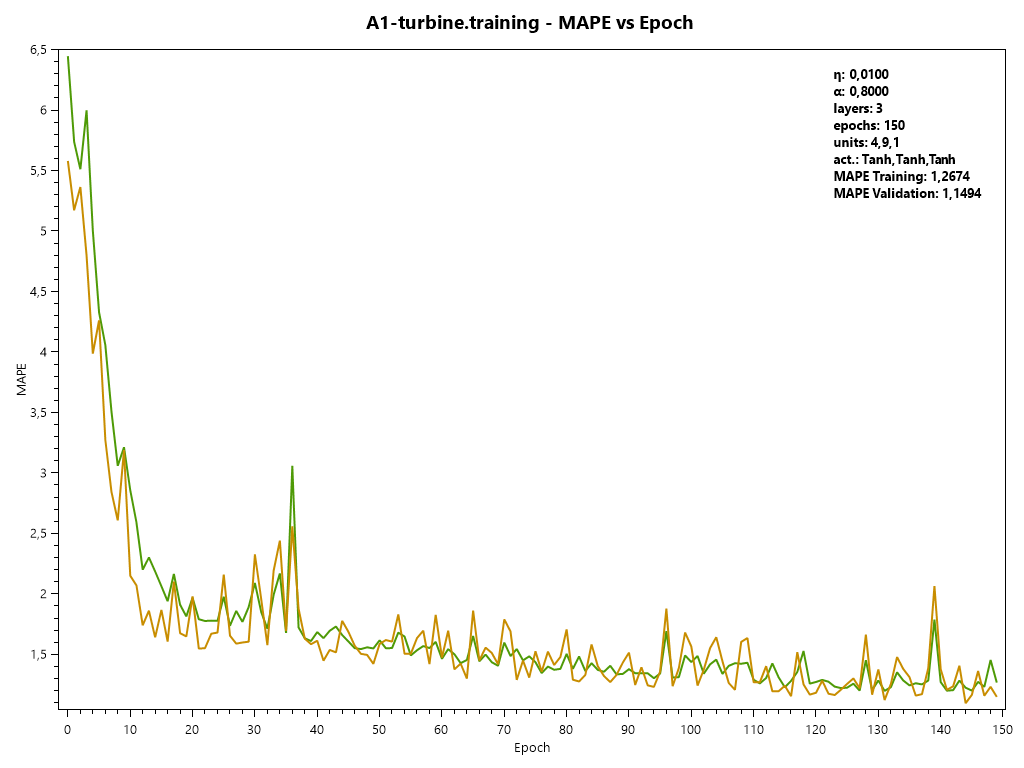 A1-turbine.training - MAPE vs Epoch
6,5
6
5,5
5
4,5
4
3,5
3
2,5
2
1,5
MAPE
η: 0,0100
α: 0,8000
layers: 3
epochs: 150
units: 4,9,1
act.: Tanh,Tanh,Tanh
MAPE Training: 1,2674
MAPE Validation: 1,1494
0 10 20 30 40 50 60 70 80 90 100 110 120 130 140 150
Epoch